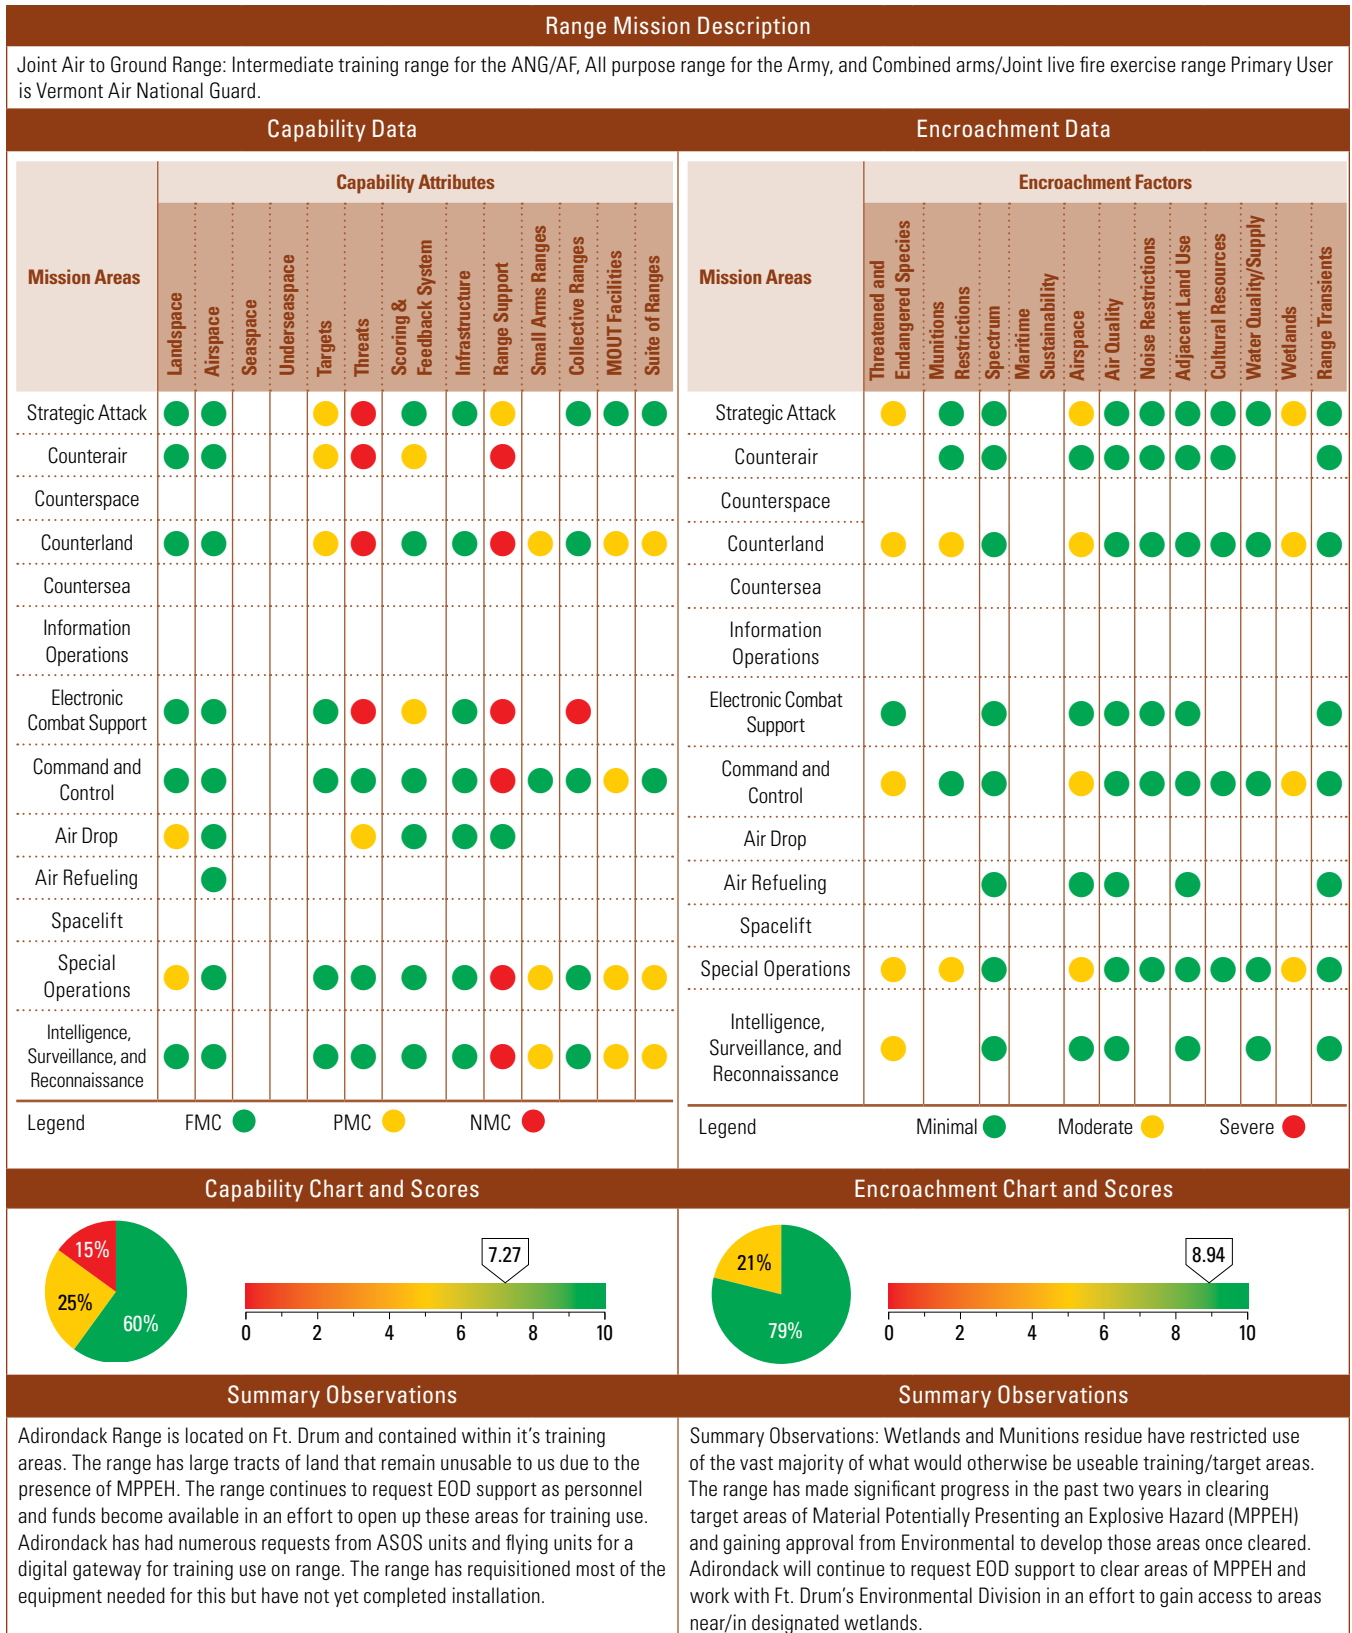 Range Mission Description
Joint Air to Ground Range: Intermediate training range for the ANG/AF, All purpose range for the Army, and Combined arms/Joint live fire exercise range Primary User
is Vermont Air National Guard.
Capability Data
Mission Areas
Capability Attributes
Landspace
Airspace
Seaspace
Underseaspace
Targets
Threats
Scoring &
Feedback System
Infrastructure
Range Support
Small Arms Ranges
Collective Ranges
MOUT Facilities
Suite of Ranges
Strategic Attack
Counterair
Counterspace
Counterland
Countersea
Information
Operations
Electronic
Combat Support
Command and
Control
Air Drop
Air Refueling
Spacelift
Special
Operations
Intelligence,
Surveillance, and
Reconnaissance
Legend
FMC
PMC
NMC
Encroachment Data
Mission Areas
Encroachment Factors
Threatened and
Endangered Species
Munitions
Restrictions
Spectrum
Maritime
Sustainability
Airspace
Air Quality
Noise Restrictions
Adjacent Land Use
Cultural Resources
Water Quality/Supply
Wetlands
Range Transients
Strategic Attack
Counterair
Counterspace
Counterland
Countersea
Information
Operations
Electronic Combat
Support
Command and
Control
Air Drop
Air Refueling
Spacelift
Special Operations
Intelligence,
Surveillance, and
Reconnaissance
Legend
Minimal
Moderate
Severe
Capability Chart and Scores
15%
25%
60%
7.27
0 2 4 6 8 10
Encroachment Chart and Scores
21%
79%
8.94
0 2 4 6 8 10
Summary Observations
Adirondack Range is located on Ft. Drum and contained within it's training
areas. The range has large tracts of land that remain unusable to us due to the
presence of MPPEH. The range continues to request EOD support as personnel
and funds become available in an effort to open up these areas for training use.
Adirondack has had numerous requests from ASOS units and flying units for a
digital gateway for training use on range. The range has requisitioned most of the
equipment needed for this but have not yet completed installation.
Summary Observations
Summary Observations: Wetlands and Munitions residue have restricted use
of the vast majority of what would otherwise be useable training/target areas.
The range has made significant progress in the past two years in clearing
target areas of Material Potentially Presenting an Explosive Hazard (MPPEH)
and gaining approval from Environmental to develop those areas once cleared.
Adirondack will continue to request EOD support to clear areas of MPPEH and
work with Ft. Drum's Environmental Division in an effort to gain access to areas
near/in designated wetlands.